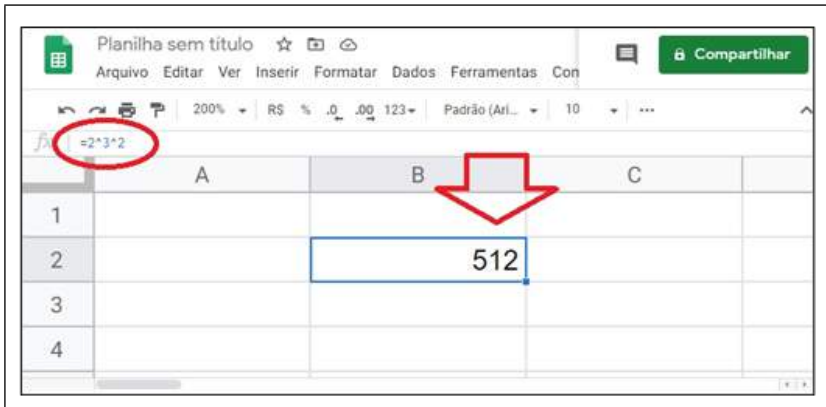 Planilha sem título
Compartilhar
Arquivo Editar Ver Inserir Formatar Dados Ferramentas Con
200% R$ % .0 .00 123 Padrão (Ari... 10 ...
fx =2^3^2
A B C
1
2 512
3
4